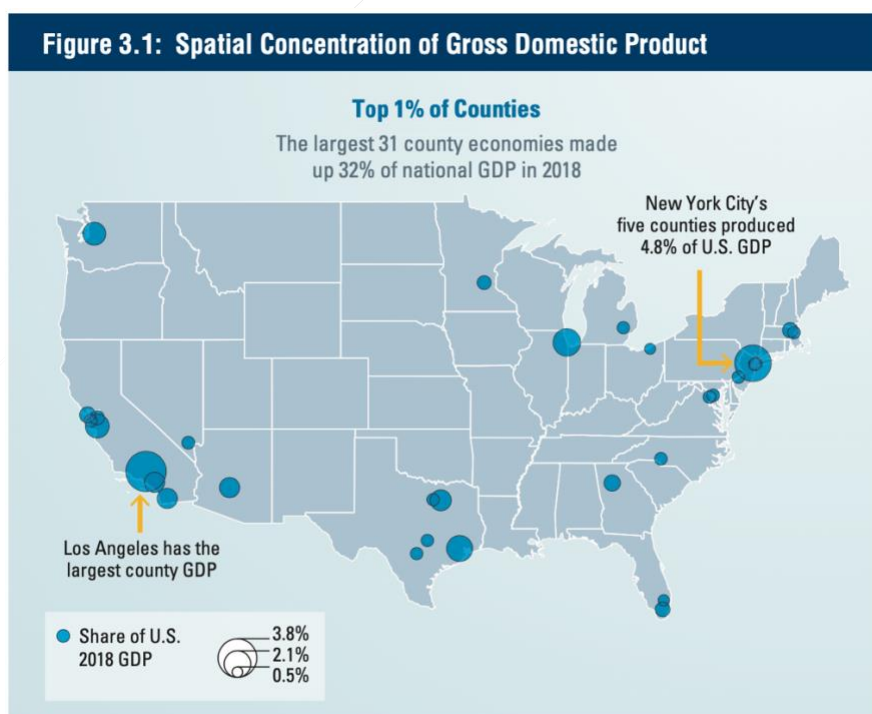 Figure 3.1: Spatial Concentration of Gross Domestic Product
Top 1% of Counties
The largest 31 county economies made
up 32% of national GDP in 2018
New York City's
five counties produced
4.8% of U.S. GDP
Los Angeles has the
largest county GDP
Share of U.S.
2018 GDP
3.8%
2.1%
0.5%